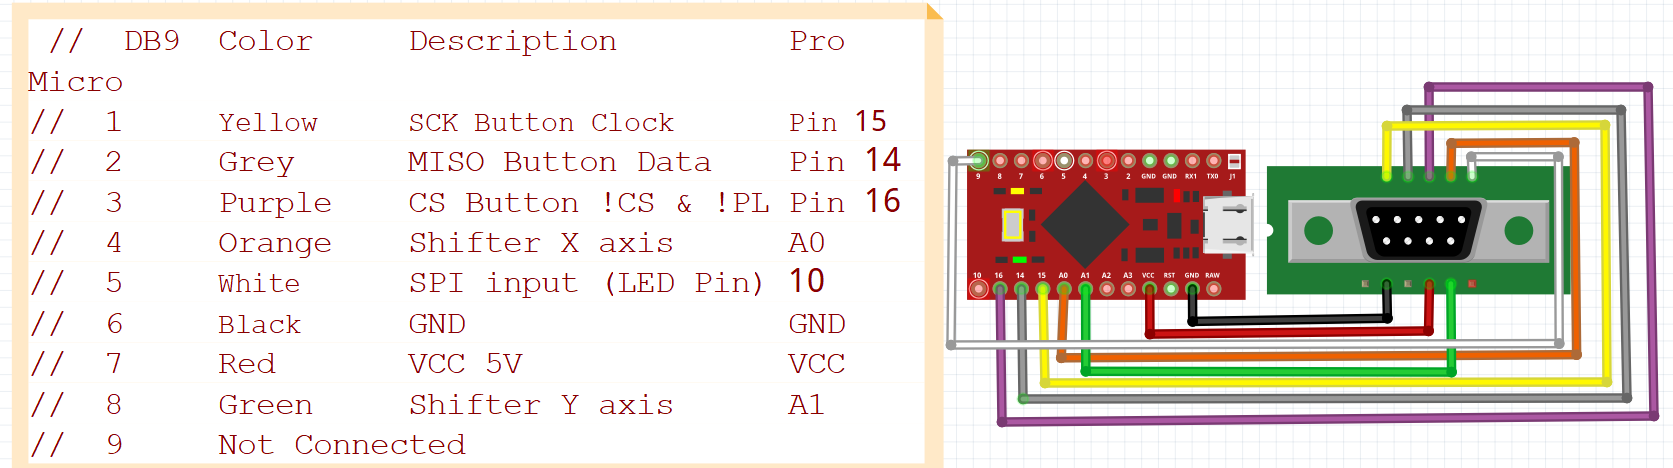 // DB9 Color Description Pro
Micro
// 1 Yellow SCK Button Clock Pin 15
// 2 Grey MISO Button Data Pin 14
// 3 Purple CS Button !CS & !PL Pin 16
// 4 Orange Shifter X axis A0
// 5 White SPI input (LED Pin) 10
// 6 Black GND GND
// 7 Red VCC 5V VCC
// 8 Green Shifter Y axis A1
// 9 Not Connected
9 8 7 6 5 4 3 2 GND GND RX1 TX0 J1
10 16 14 15 A0 A1 A2 A3 VCC RST GND RAW